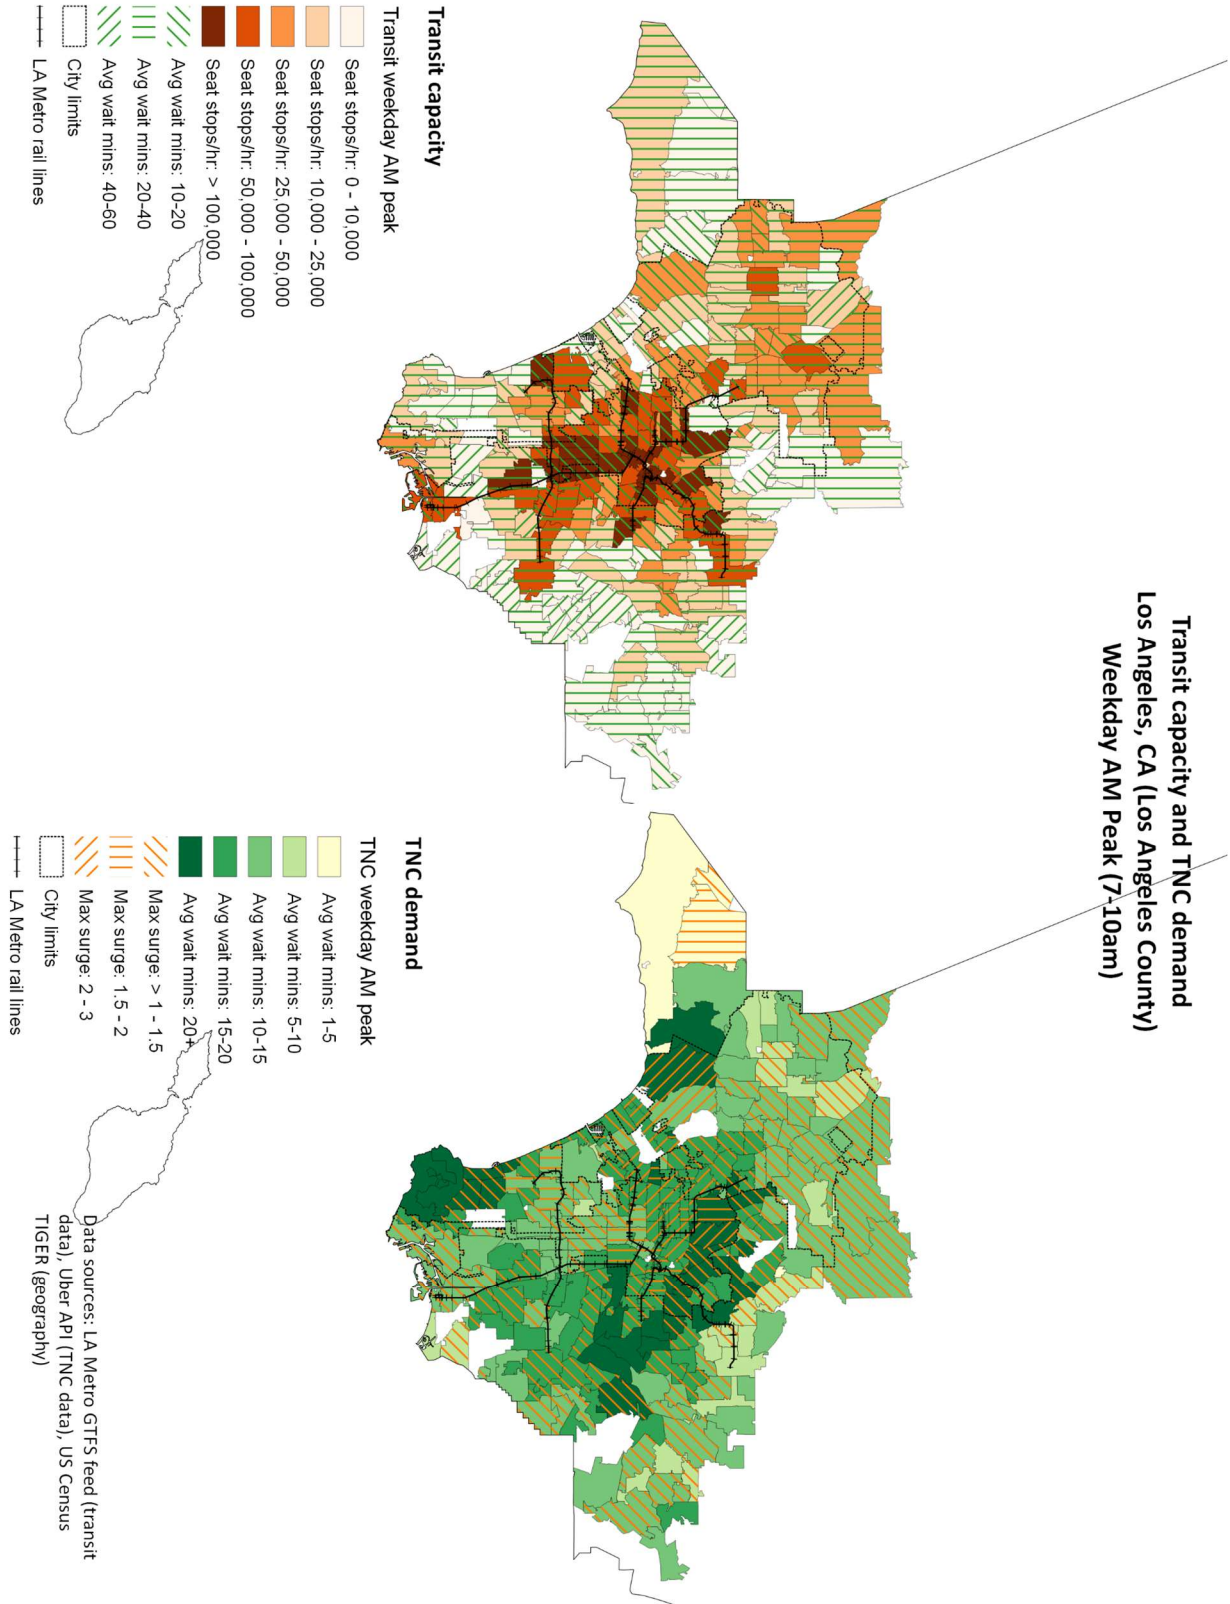 Transit capacity and TNC demand
Los Angeles, CA (Los Angeles County)
Weekday AM Peak (7-10am)
Transit capacity
Transit weekday AM peak
Seat stops/hr: 0 - 10,000
Seat stops/hr: 10,000 - 25,000
Seat stops/hr: 25,000 - 50,000
Seat stops/hr: 50,000 - 100,000
Seat stops/hr: > 100,000
Avg wait mins: 10-20
Avg wait mins: 20-40
Avg wait mins: 40-60
City limits
LA Metro rail lines
TNC demand
TNC weekday AM peak
Avg wait mins: 1-5
Avg wait mins: 5-10
Avg wait mins: 10-15
Avg wait mins: 15-20
Avg wait mins: 20+
Max surge: > 1 - 1.5
Max surge: 1.5 - 2
Max surge: 2 - 3
City limits
LA Metro rail lines
Data sources: LA Metro GTFS feed (transit
data), Uber API (TNC data), US Census
TIGER (geography)